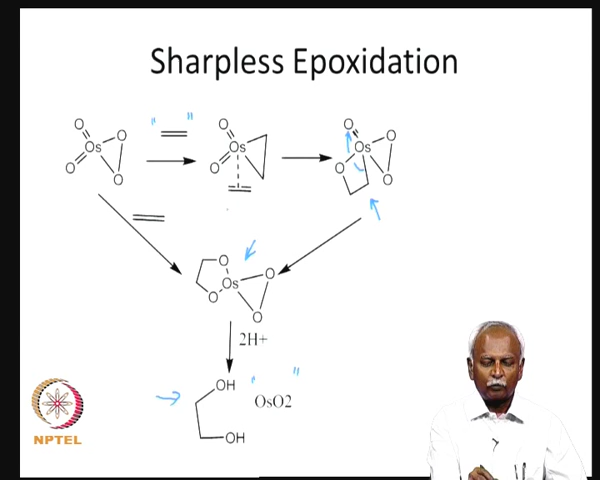 Sharpless Epoxidation
O O O
Os O Os Os O
O O O O O
O
Os O
O O
2H+
OH " "
OsO2
OH
NPTEL